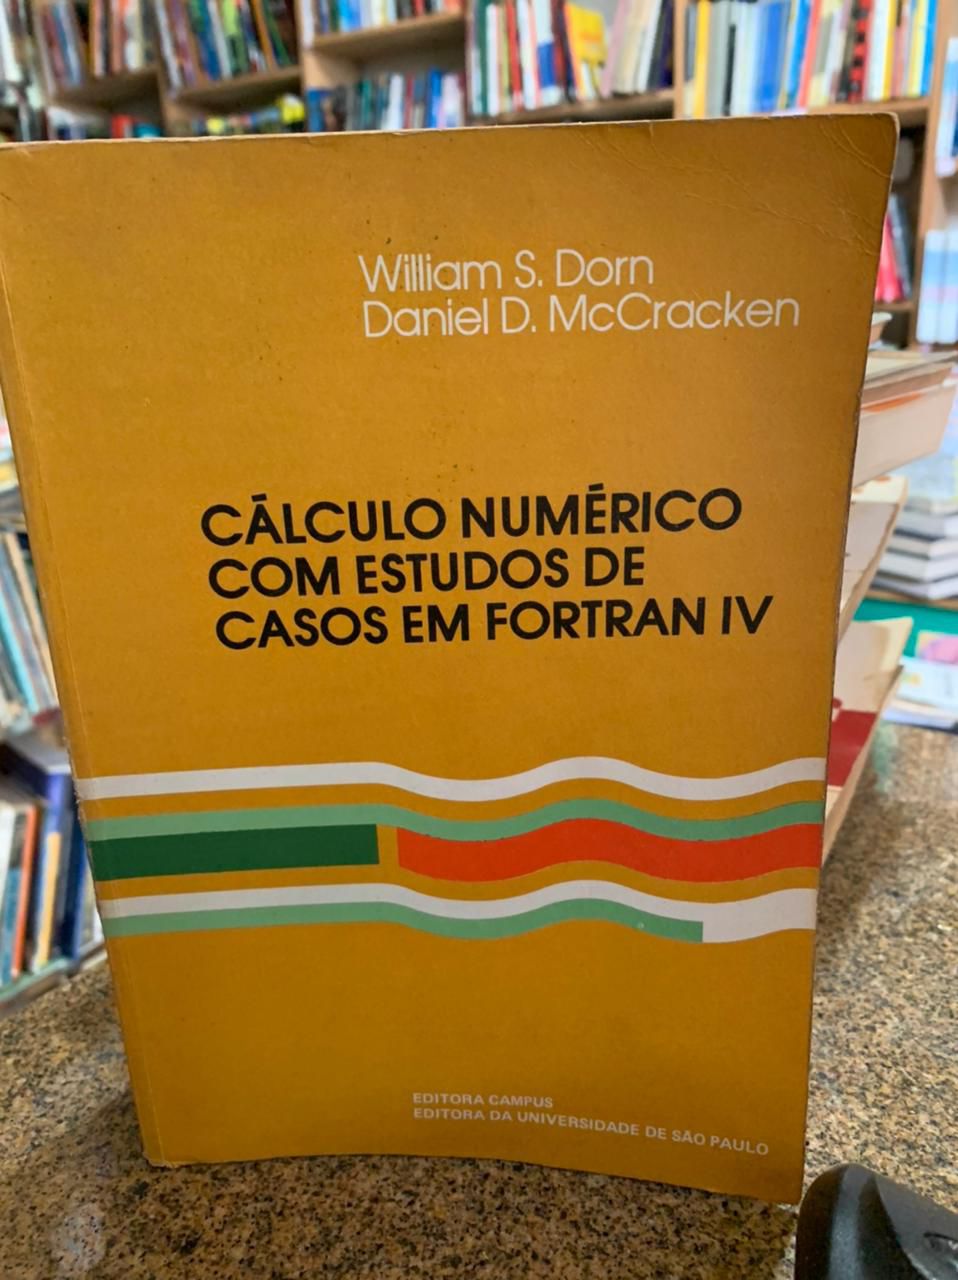 William S. Dorn
Daniel D. McCracken
CÁLCULO NUMÉRICO
COM ESTUDOS DE
CASOS EM FORTRAN IV
EDITORA CAMPUS
EDITORA DA UNIVERSIDADE DE SÃO PAULO